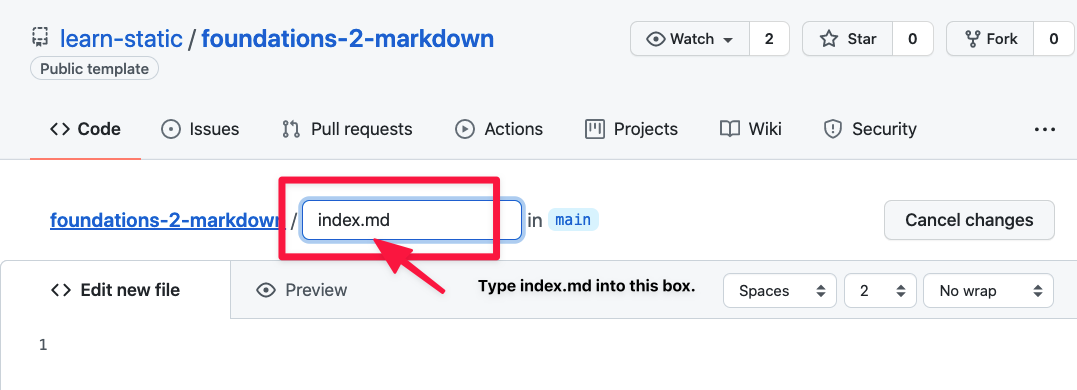 learn-static / foundations-2-markdown
Watch 2 Star 0 Fork 0
Public template
<> Code Issues Pull requests Actions Projects Wiki Security ...
foundations-2-markdown / index.md in main Cancel changes
<> Edit new file Preview Type index.md into this box. Spaces 2 No wrap
1